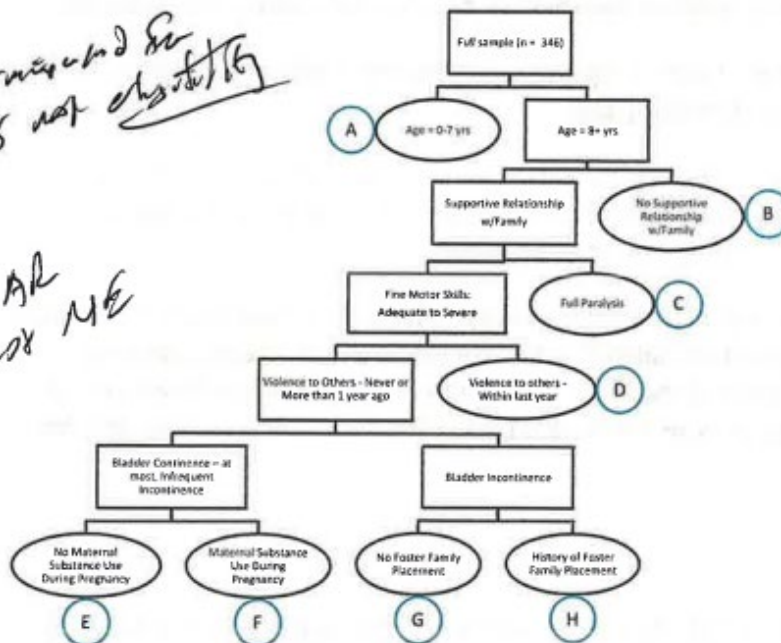 Full sample (n = 346)
not
A
Age = 0-7 yrs
Age = 8+ yrs
Supportive Relationship
w/Family
No Supportive
Relationship
w/Family
B
Fine Motor Skills:
Adequate to Severe
Full Paralysis
C
ME
Violence to Others - Never or
More than 1 year ago
Violence to others -
Within last year
D
Bladder Continence – at
most, Infrequent
Incontinence
Bladder Incontinence
No Maternal
Substance Use
During Pregnancy
Maternal Substance
Use During
Pregnancy
No Foster Family
Placement
History of Foster
Family Placement
E
F
G
H